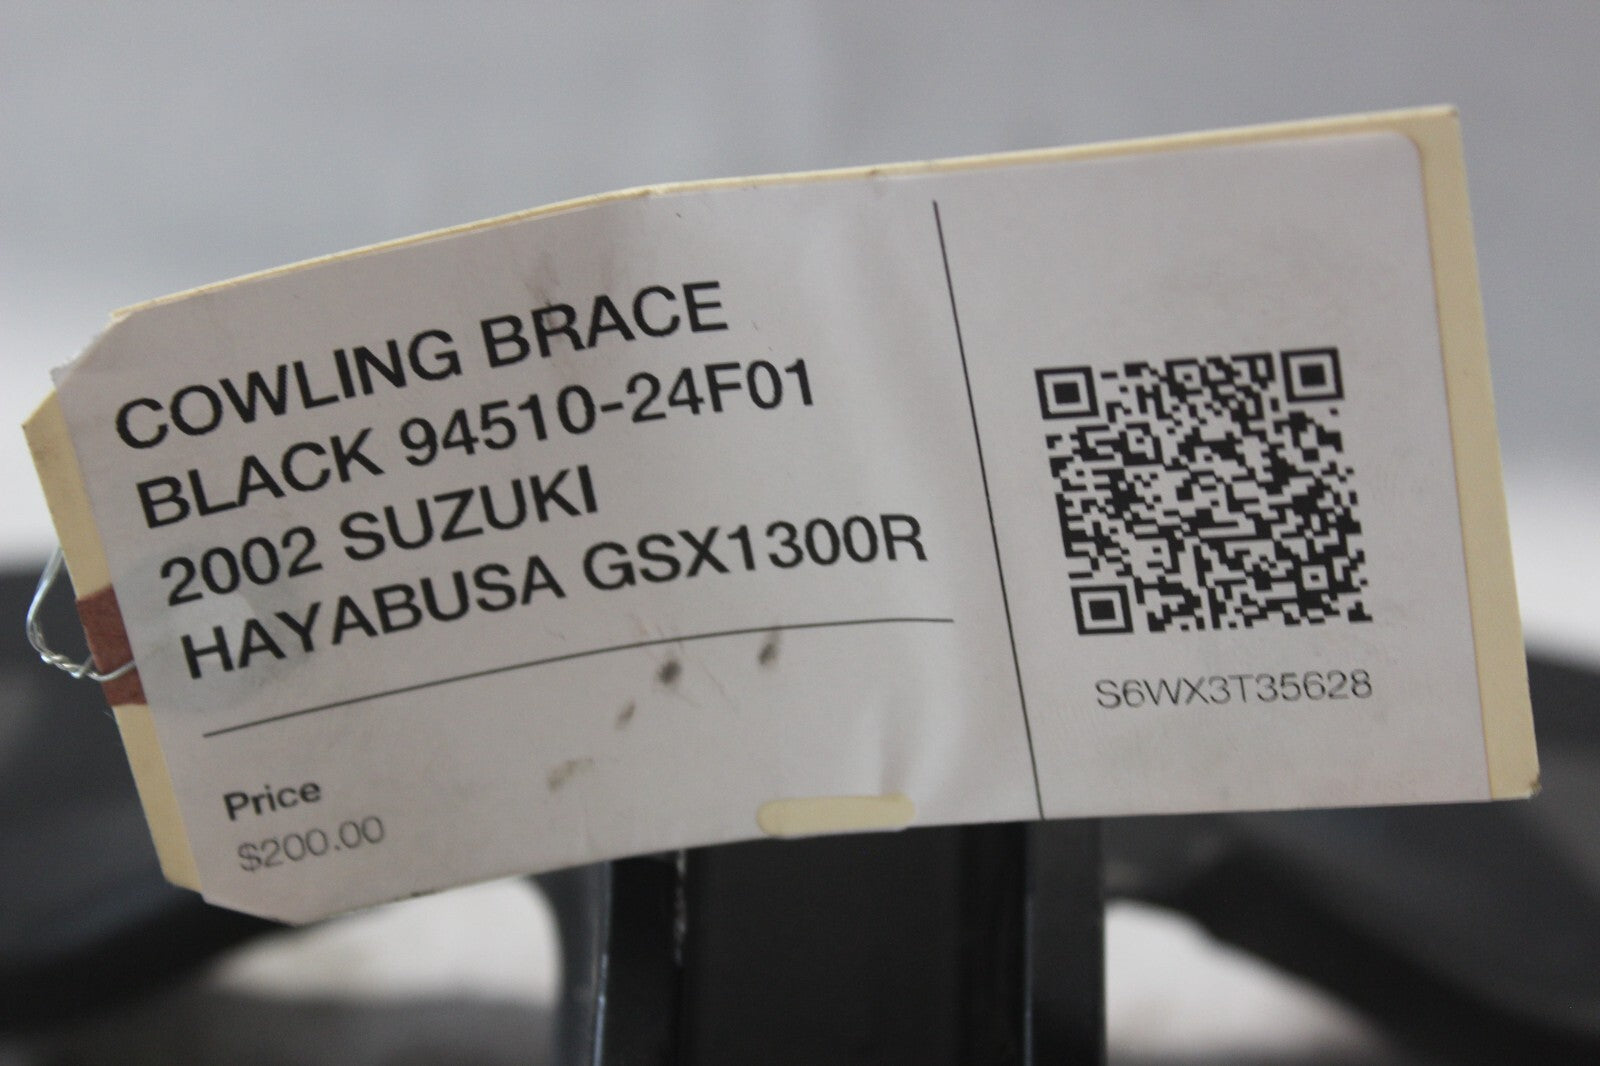 COWLING BRACE
BLACK 94510-24F01
2002 SUZUKI
HAYABUSA GSX1300R
Price
$200.00
S6WX3T35628